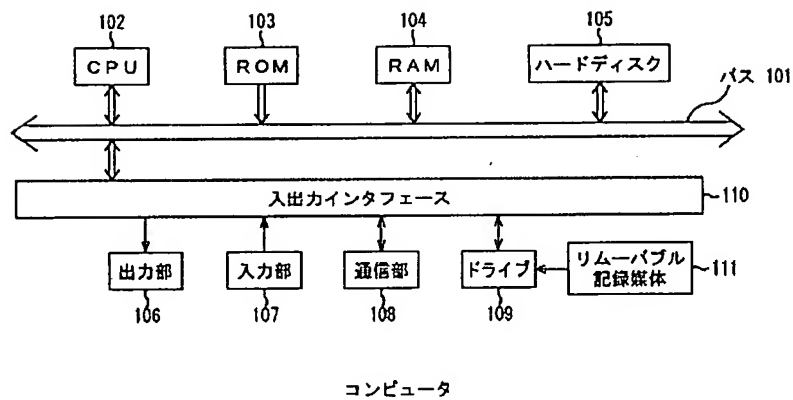 102
103
104
105
CPU
ROM
RAM
ハードディスク
バス 101
入出力インタフェース
110
出力部
入力部
通信部
ドライブ
リムーバブル
記録媒体
111
106
107
108
109
コンピュータ